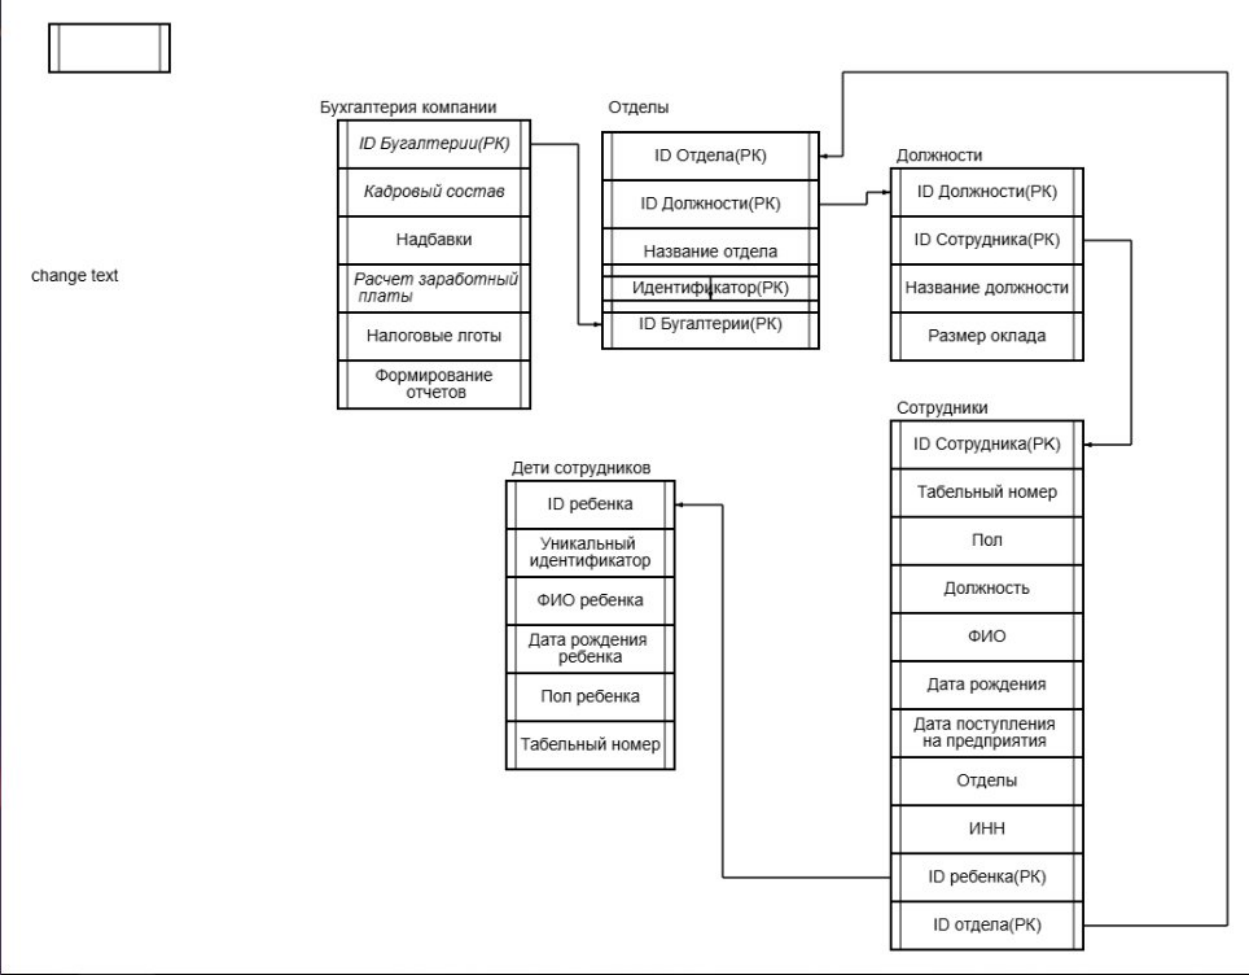 Бухгалтерия компании
ID Бугалтерии(РК)
Кадровый состав
Надбавки
Расчет заработный
платы
Налоговые лготы
Формирование
отчетов
Отделы
ID Отдела(РК)
ID Должности(РК)
Название отдела
Идентификатор(РК)
ID Бугалтерии(РК)
Должности
ID Должности(РК)
ID Сотрудника(РК)
Название должности
Размер оклада
change text
Сотрудники
ID Сотрудника(РК)
Табельный номер
Пол
Должность
ФИО
Дата рождения
Дата поступления
на предприятия
Отделы
ИНН
ID ребенка(РК)
ID отдела(РК)
Дети сотрудников
ID ребенка
Уникальный
идентификатор
ФИО ребенка
Дата рождения
ребенка
Пол ребенка
Табельный номер